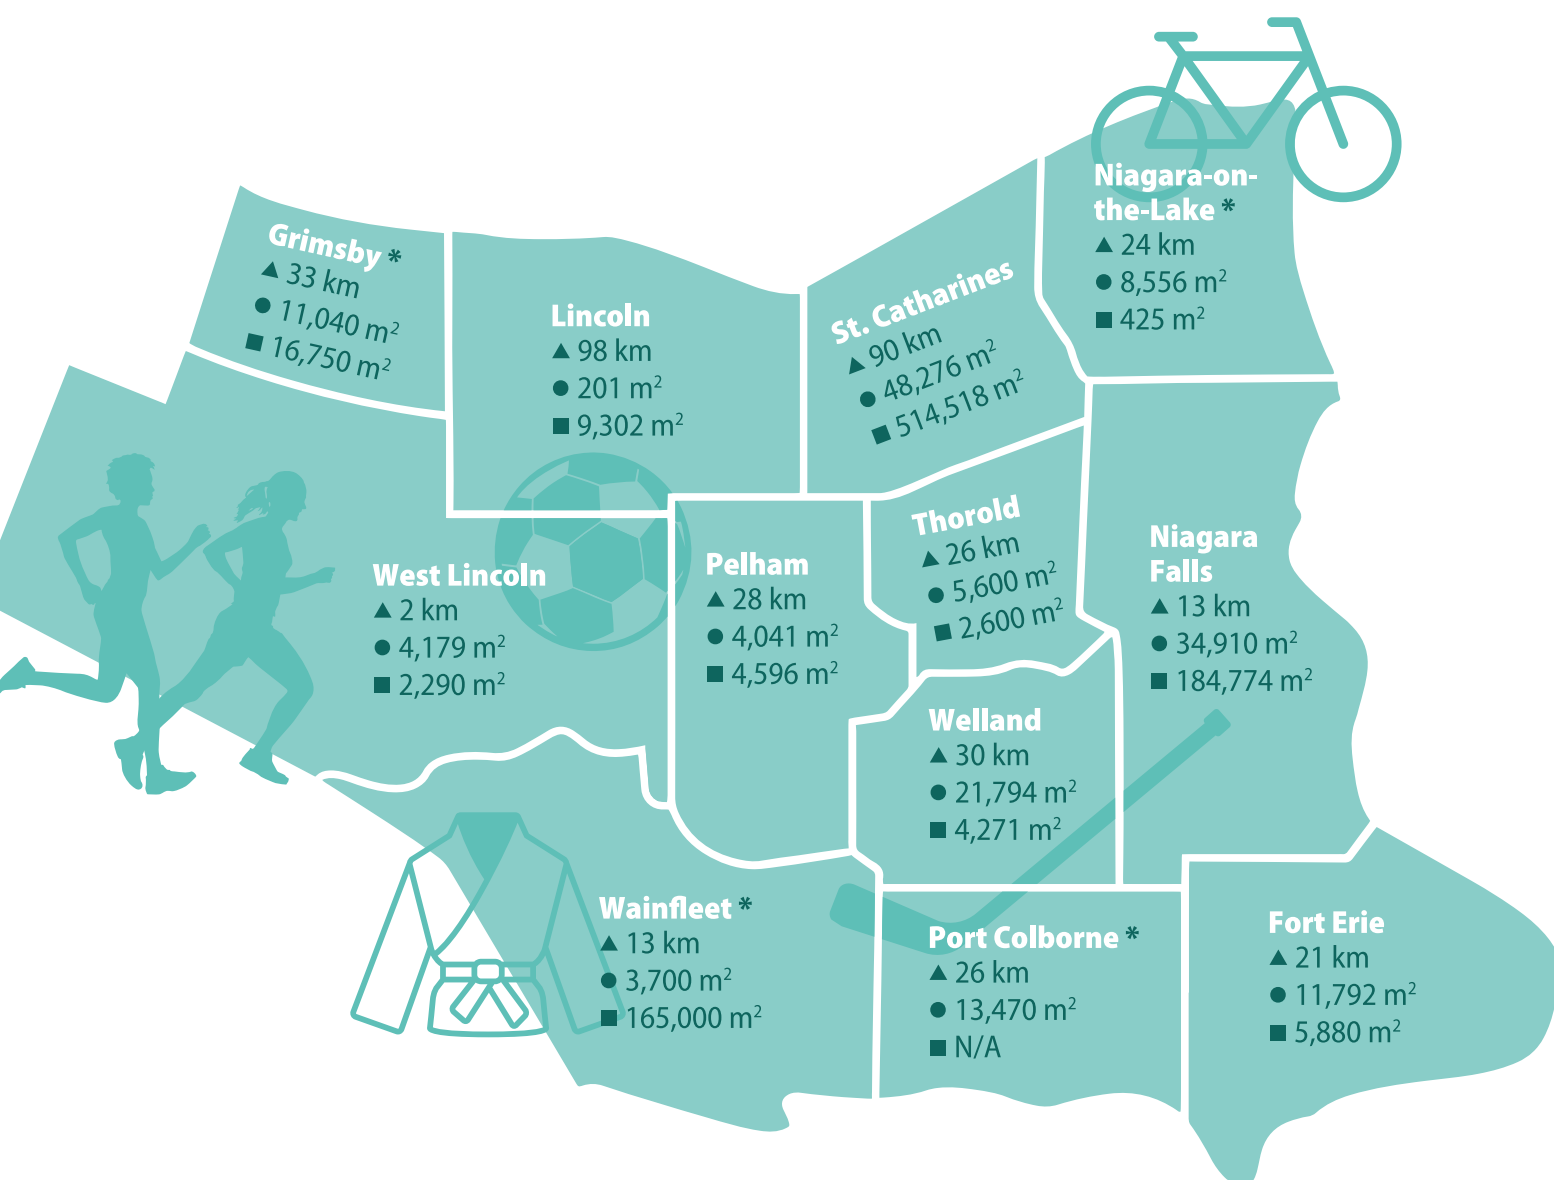 Niagara-on-
the-Lake *
▲ 24 km
● 8,556 m²
■ 425 m²
Grimsby *
▲ 33 km
● 11,040 m²
■ 16,750 m²
Lincoln
▲ 98 km
● 201 m²
■ 9,302 m²
St. Catharines
▲ 90 km
● 48,276 m²
■ 514,518 m²
Thorold
▲ 26 km
● 5,600 m²
■ 2,600 m²
Niagara
Falls
▲ 13 km
● 34,910 m²
■ 184,774 m²
West Lincoln
▲ 2 km
● 4,179 m²
■ 2,290 m²
Pelham
▲ 28 km
● 4,041 m²
■ 4,596 m²
Welland
▲ 30 km
● 21,794 m²
■ 4,271 m²
Wainfleet *
▲ 13 km
● 3,700 m²
■ 165,000 m²
Port Colborne *
▲ 26 km
● 13,470 m²
■ N/A
Fort Erie
▲ 21 km
● 11,792 m²
■ 5,880 m²